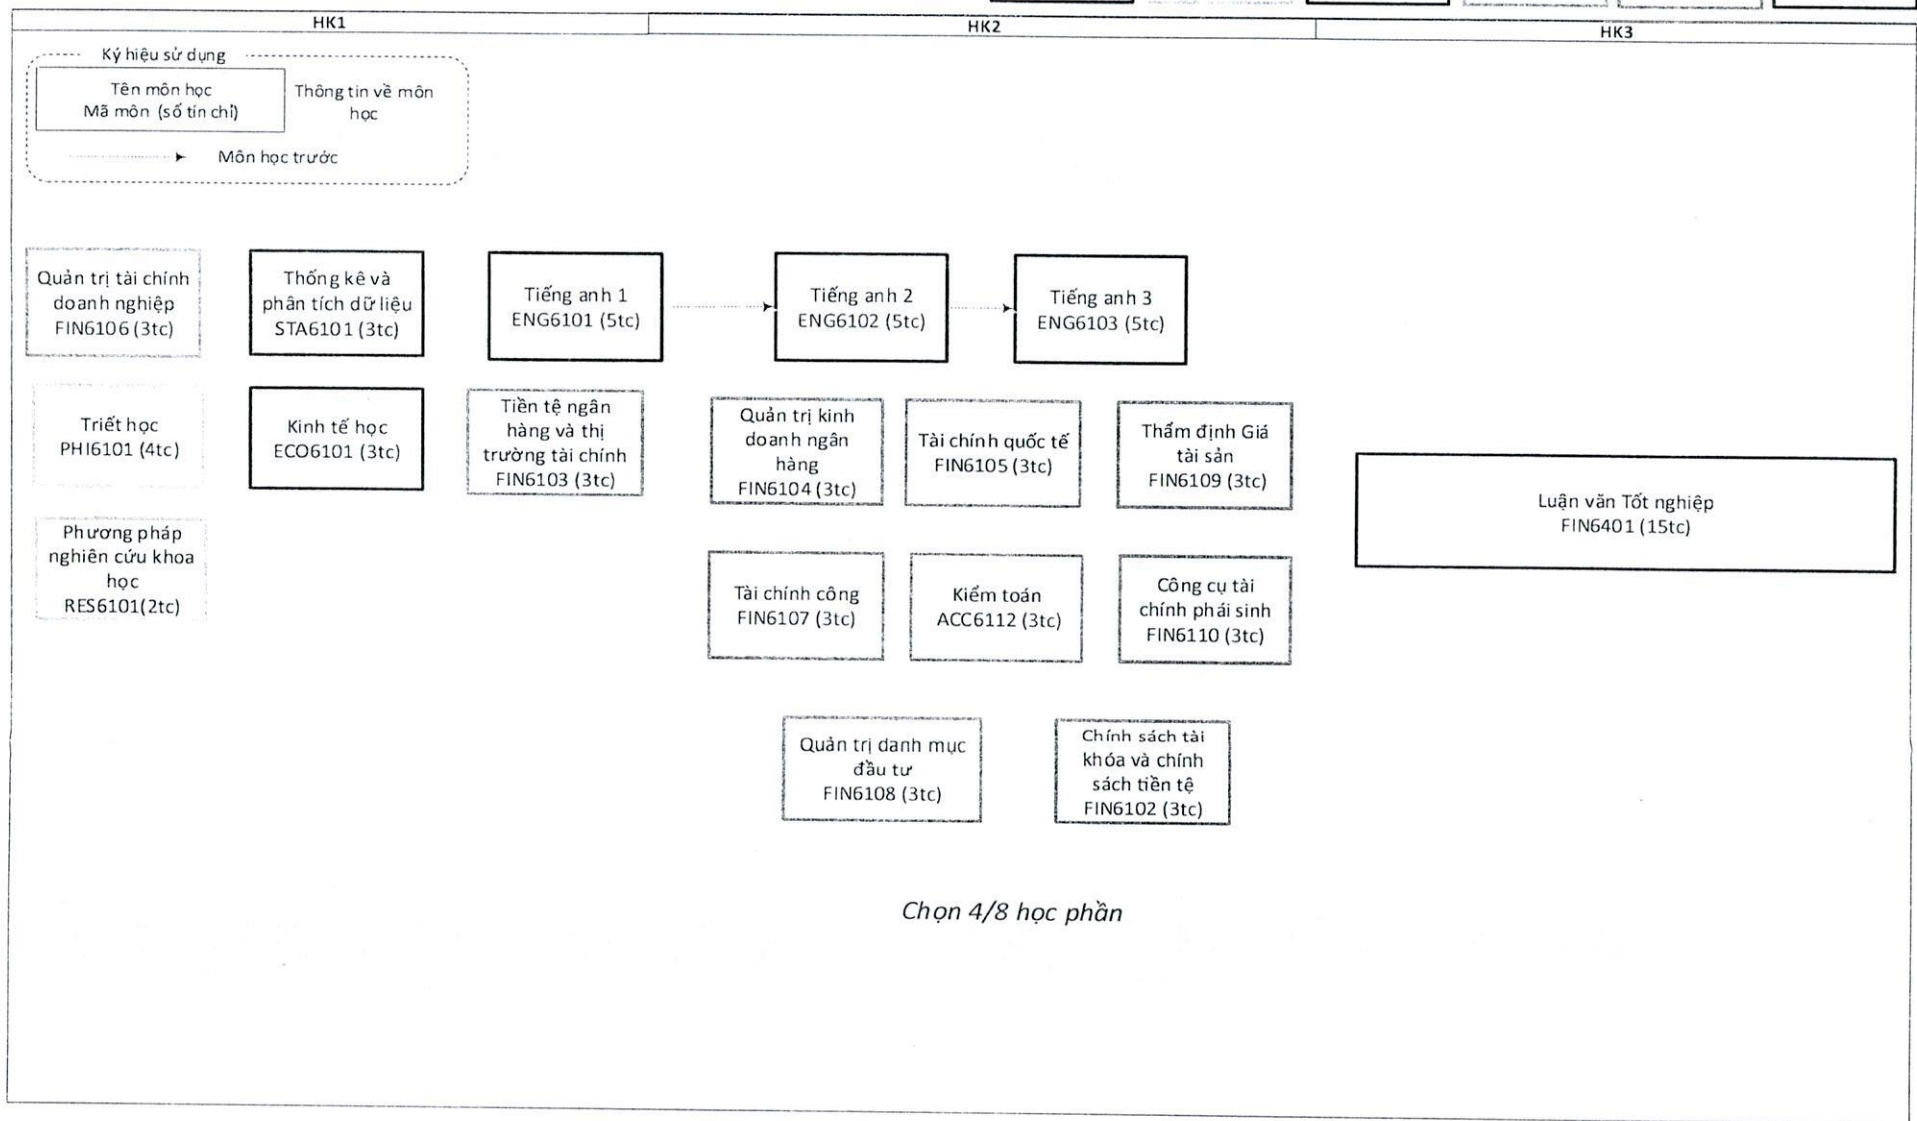 HK1
HK2
HK3
Ký hiệu sử dụng
Tên môn học
Mã môn (số tín chỉ)
Thông tin về môn
học
Môn học trước
Quản trị tài chính
doanh nghiệp
FIN6106 (3tc)
Thống kê và
phân tích dữ liệu
STA6101 (3tc)
Tiếng anh 1
ENG6101 (5tc)
Tiếng anh 2
ENG6102 (5tc)
Tiếng anh 3
ENG6103 (5tc)
Triết học
PHI6101 (4tc)
Kinh tế học
ECO6101 (3tc)
Tiền tệ ngân
hàng và thị
trường tài chính
FIN6103 (3tc)
Quản trị kinh
doanh ngân
hàng
FIN6104 (3tc)
Tài chính quốc tế
FIN6105 (3tc)
Thẩm định Giá
tài sản
FIN6109 (3tc)
Luận văn Tốt nghiệp
FIN6401 (15tc)
Phương pháp
nghiên cứu khoa
học
RES6101(2tc)
Tài chính công
FIN6107 (3tc)
Kiểm toán
ACC6112 (3tc)
Công cụ tài
chính phái sinh
FIN6110 (3tc)
Quản trị danh mục
đầu tư
FIN6108 (3tc)
Chính sách tài
khóa và chính
sách tiền tệ
FIN6102 (3tc)
Chọn 4/8 học phần